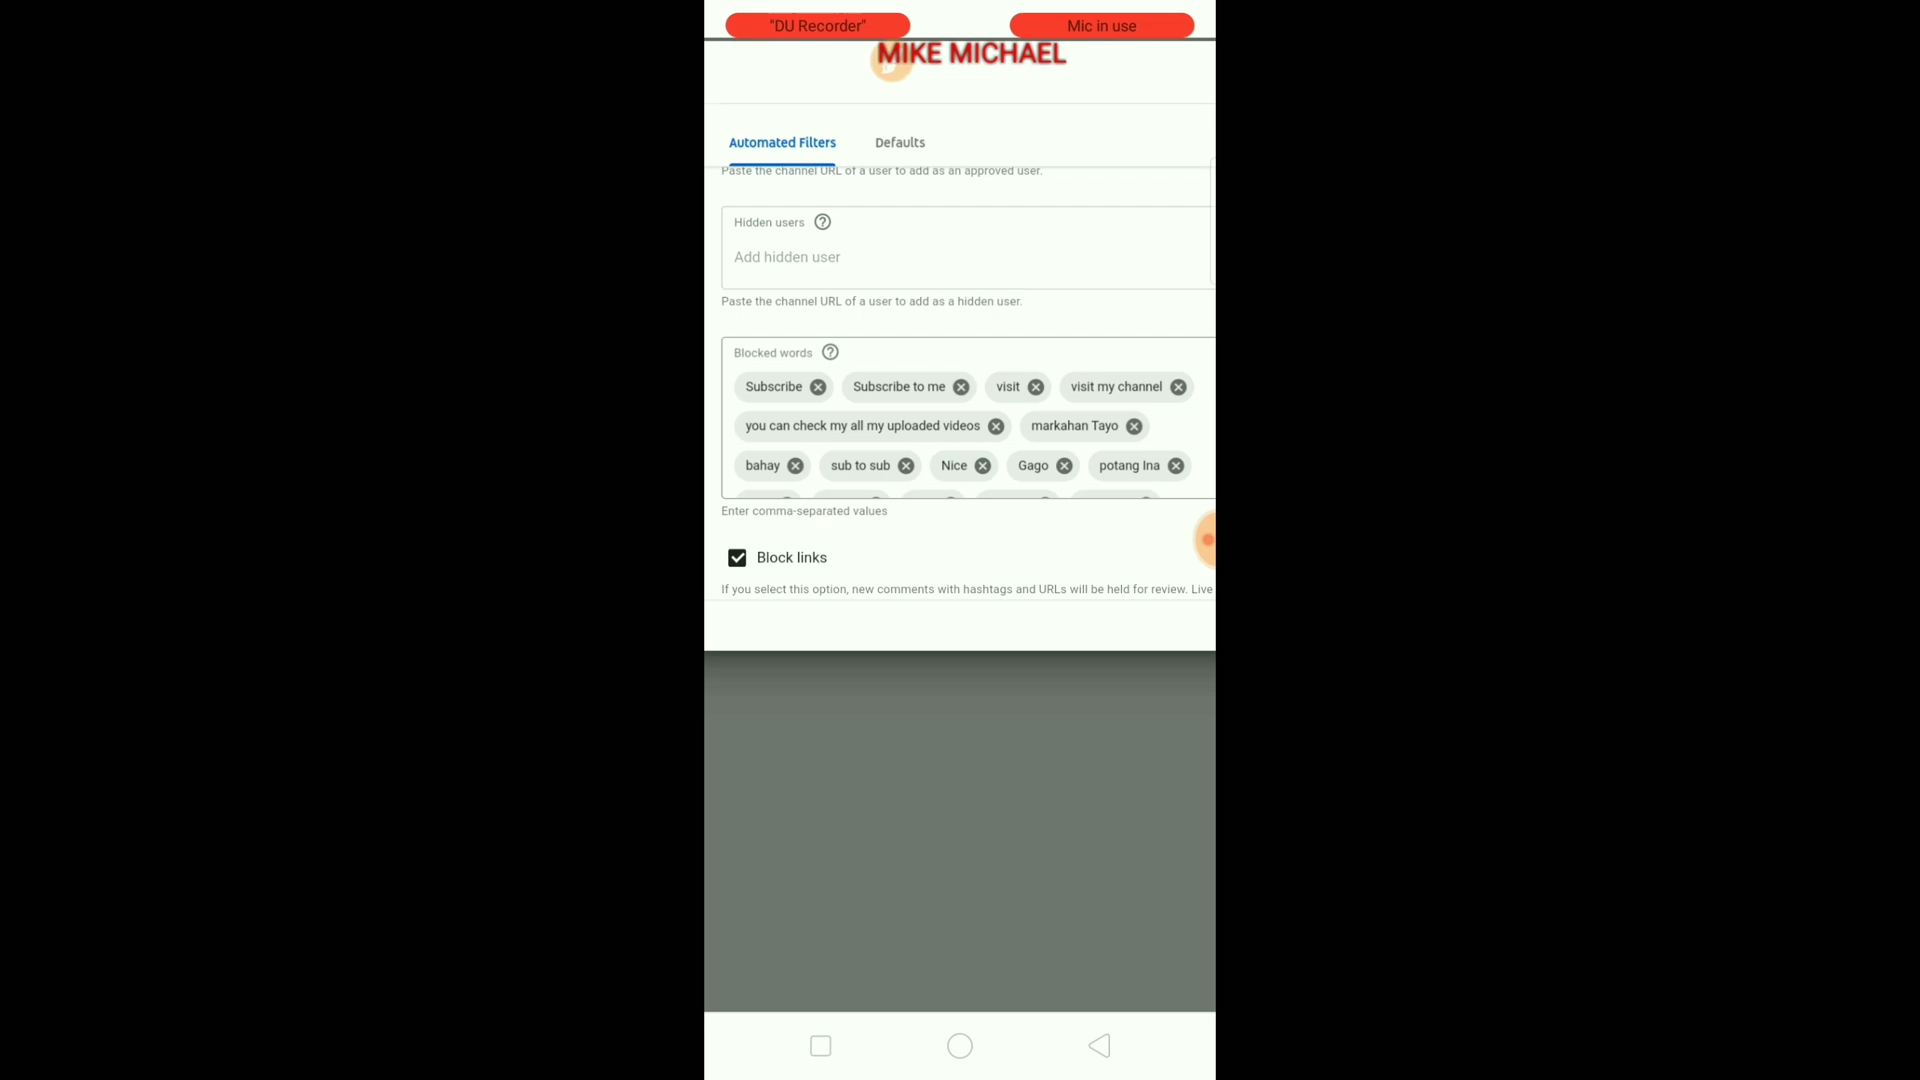 "DU Recorder" Mic in use
MIKE MICHAEL
Automated Filters Defaults
Paste the channel URL of a user to add as an approved user.
Hidden users ?
Add hidden user
Paste the channel URL of a user to add as a hidden user.
Blocked words ?
Subscribe Subscribe to me visit visit my channel
you can check my all my uploaded videos markahan Tayo
bahay sub to sub Nice Gago potang Ina
Enter comma-separated values
Block links
If you select this option, new comments with hashtags and URLs will be held for review. Live